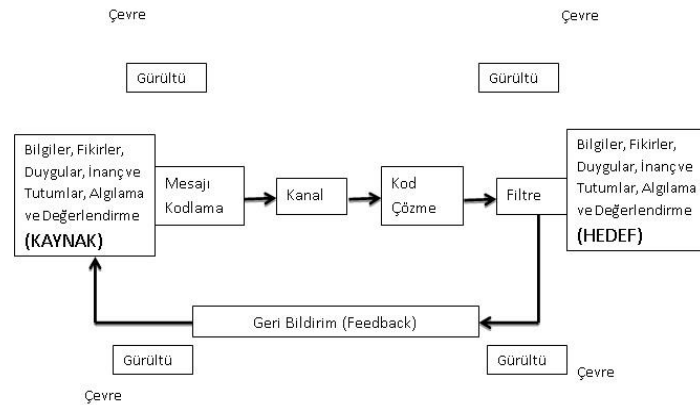 Çevre
Çevre
Gürültü
Gürültü
Bilgiler, Fikirler,
Duygular, İnanç ve
Tutumlar, Algılama
ve Değerlendirme
(KAYNAK)
Mesajı
Kodlama
Kanal
Kod
Çözme
Filtre
Bilgiler, Fikirler,
Duygular, İnanç ve
Tutumlar, Algılama
ve Değerlendirme
(HEDEF)
Geri Bildirim (Feedback)
Gürültü
Gürültü
Çevre
Çevre